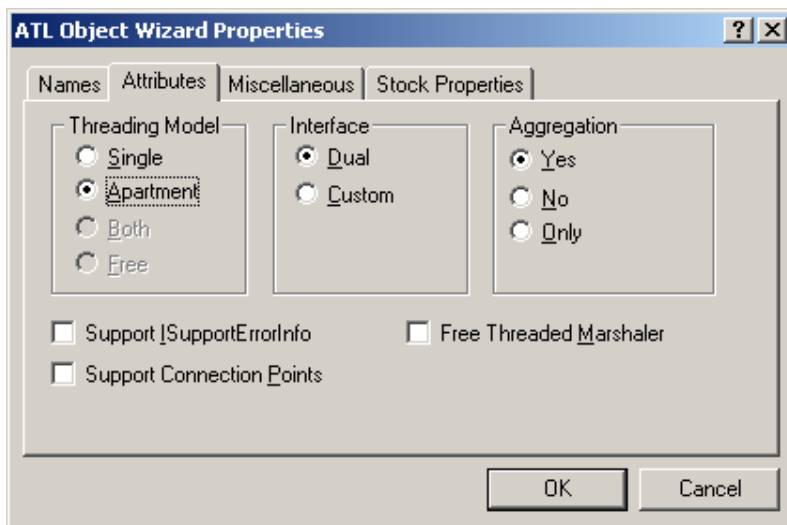 ATL Object Wizard Properties
Names Attributes Miscellaneous Stock Properties
Threading Model
Single
Apartment
Both
Free
Interface
Dual
Custom
Aggregation
Yes
No
Only
Support ISupportErrorInfo
Free Threaded Marshaler
Support Connection Points
OK Cancel